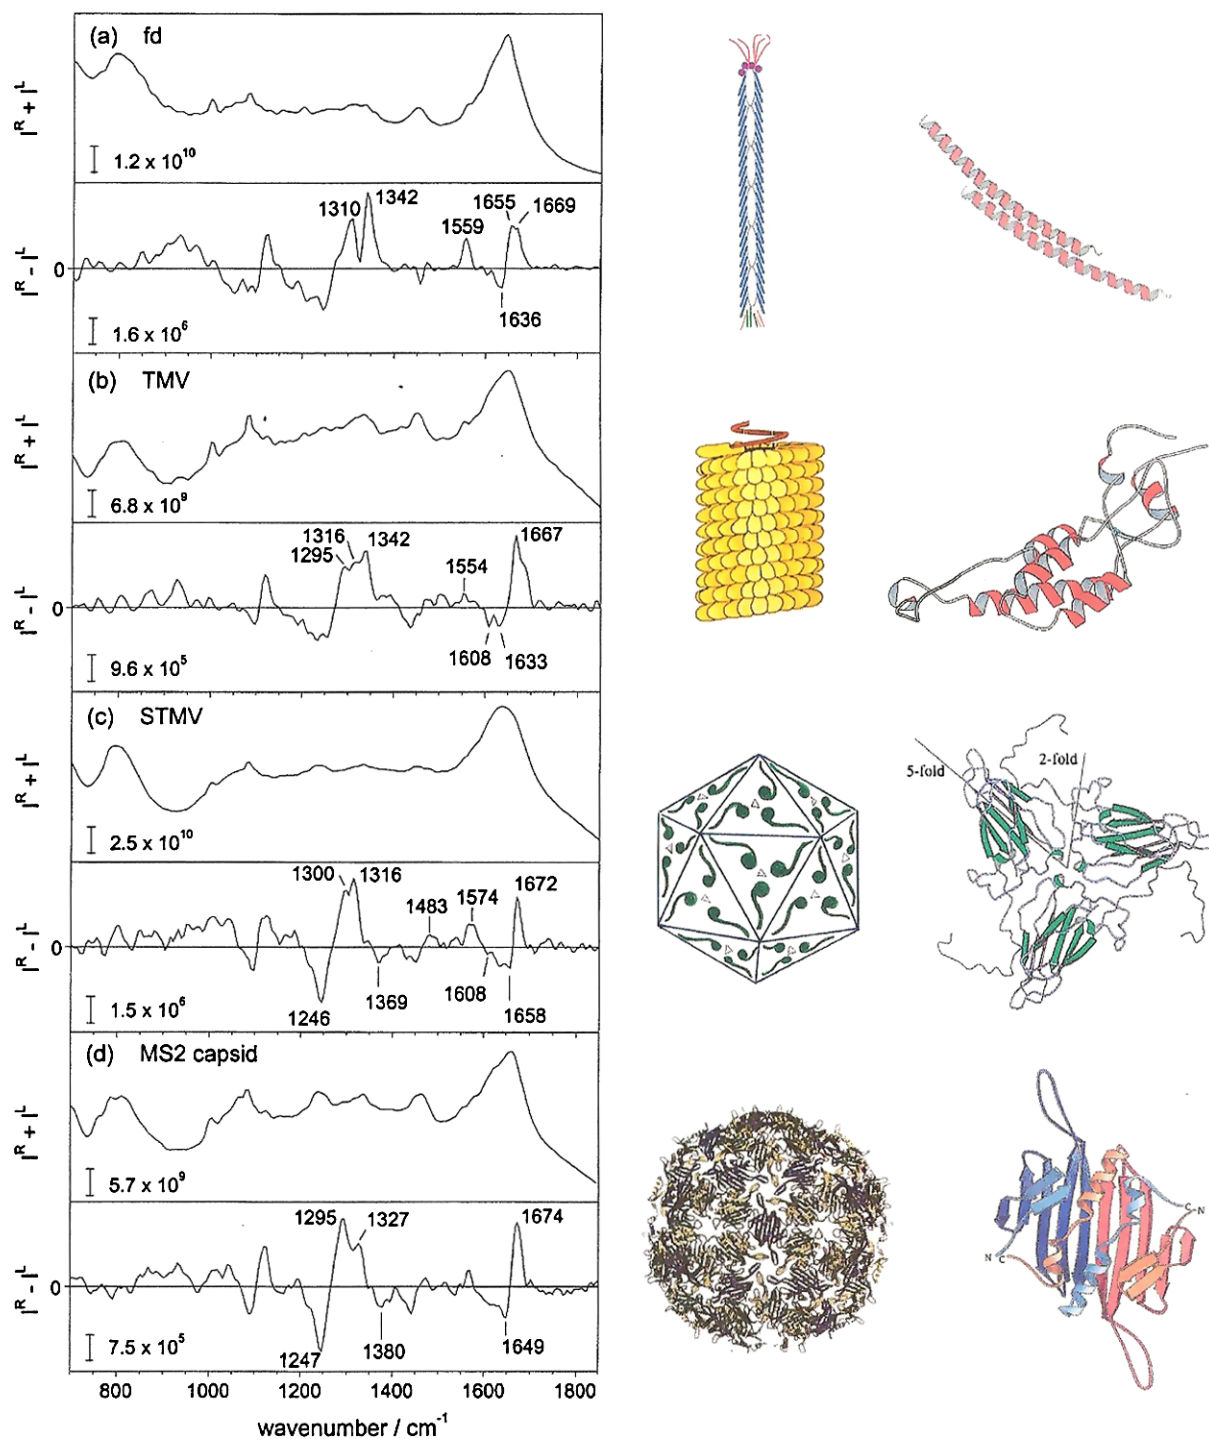 (a) fd
I^R + I^L
1.2 x 10^10
1310
1342
1559
1655
1669
I^R - I^L
0
1636
1.6 x 10^6
(b) TMV
I^R + I^L
6.8 x 10^9
1316
1295
1342
1554
1667
I^R - I^L
0
1608
1633
9.6 x 10^5
(c) STMV
I^R + I^L
2.5 x 10^10
5-fold
2-fold
1300
1316
1483
1574
1672
I^R - I^L
0
1246
1369
1608
1658
1.5 x 10^6
(d) MS2 capsid
I^R + I^L
5.7 x 10^9
1295
1327
1674
I^R - I^L
0
1247
1380
1649
7.5 x 10^5
C-N
N C
800 1000 1200 1400 1600 1800
wavenumber / cm^-1